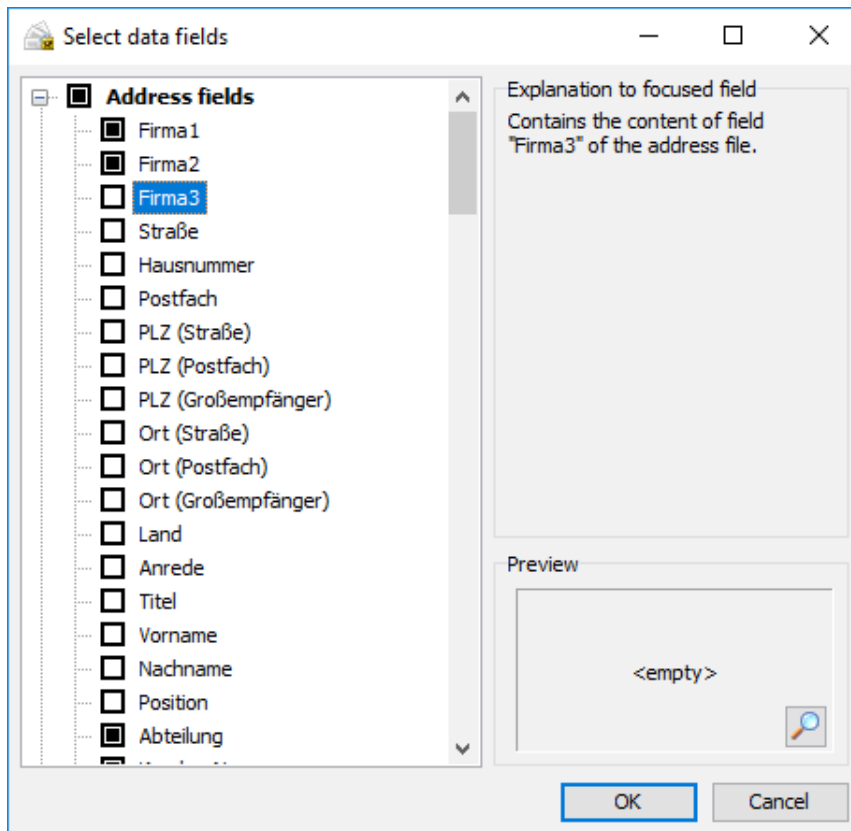 Select data fields
Address fields
Firma1
Firma2
Firma3
Straße
Hausnummer
Postfach
PLZ (Straße)
PLZ (Postfach)
PLZ (Großempfänger)
Ort (Straße)
Ort (Postfach)
Ort (Großempfänger)
Land
Anrede
Titel
Vorname
Nachname
Position
Abteilung
Explanation to focused field
Contains the content of field
"Firma3" of the address file.
Preview
<empty>
OK
Cancel